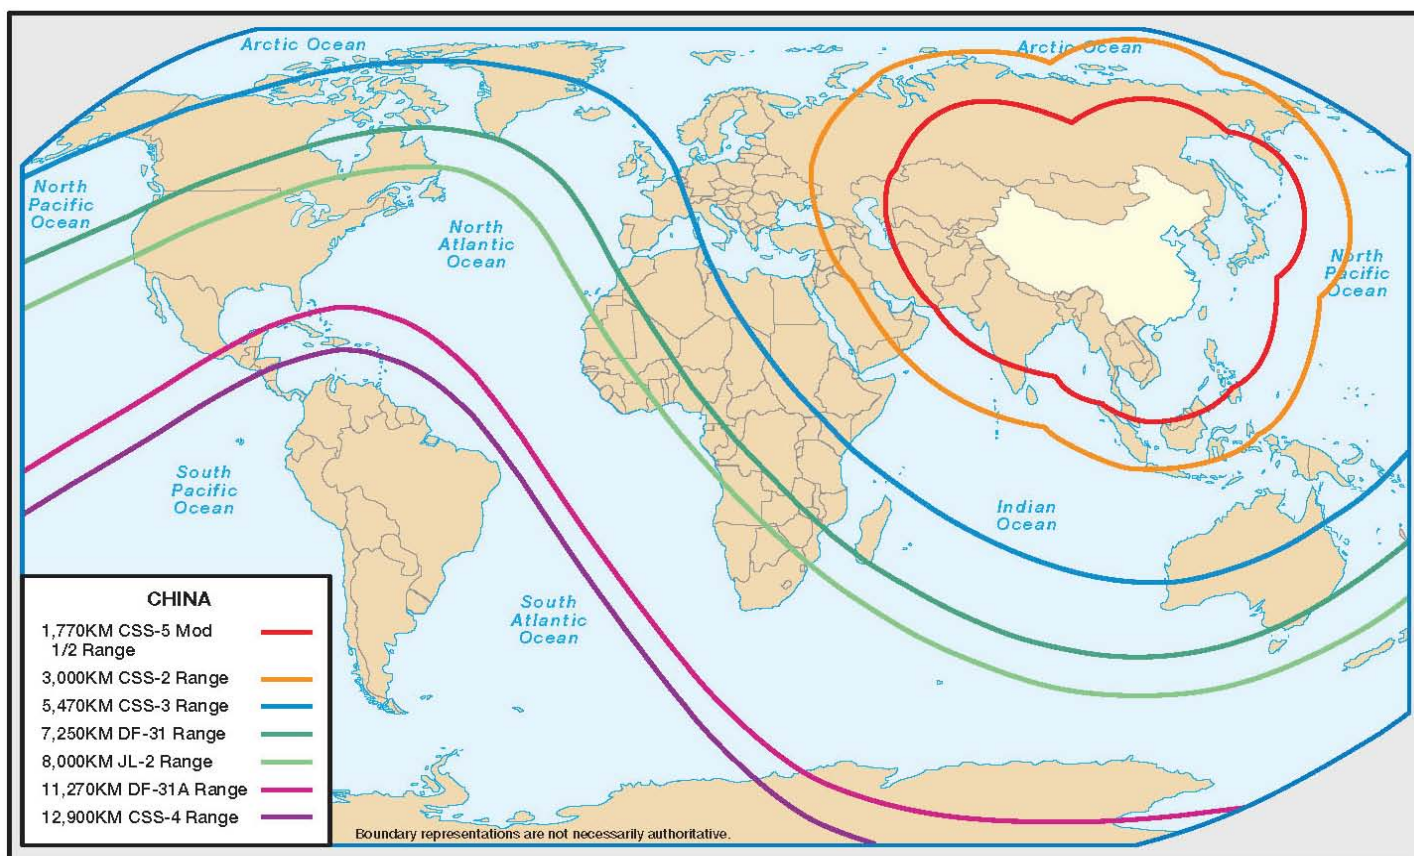 Arctic Ocean
Arctic Ocean
North
Pacific
Ocean
North
Atlantic
Ocean
North
Pacific
Ocean
South
Pacific
Ocean
Indian
Ocean
South
Atlantic
Ocean
CHINA
1,770KM CSS-5 Mod
1/2 Range
3,000KM CSS-2 Range
5,470KM CSS-3 Range
7,250KM DF-31 Range
8,000KM JL-2 Range
11,270KM DF-31A Range
12,900KM CSS-4 Range
Boundary representations are not necessarily authoritative.